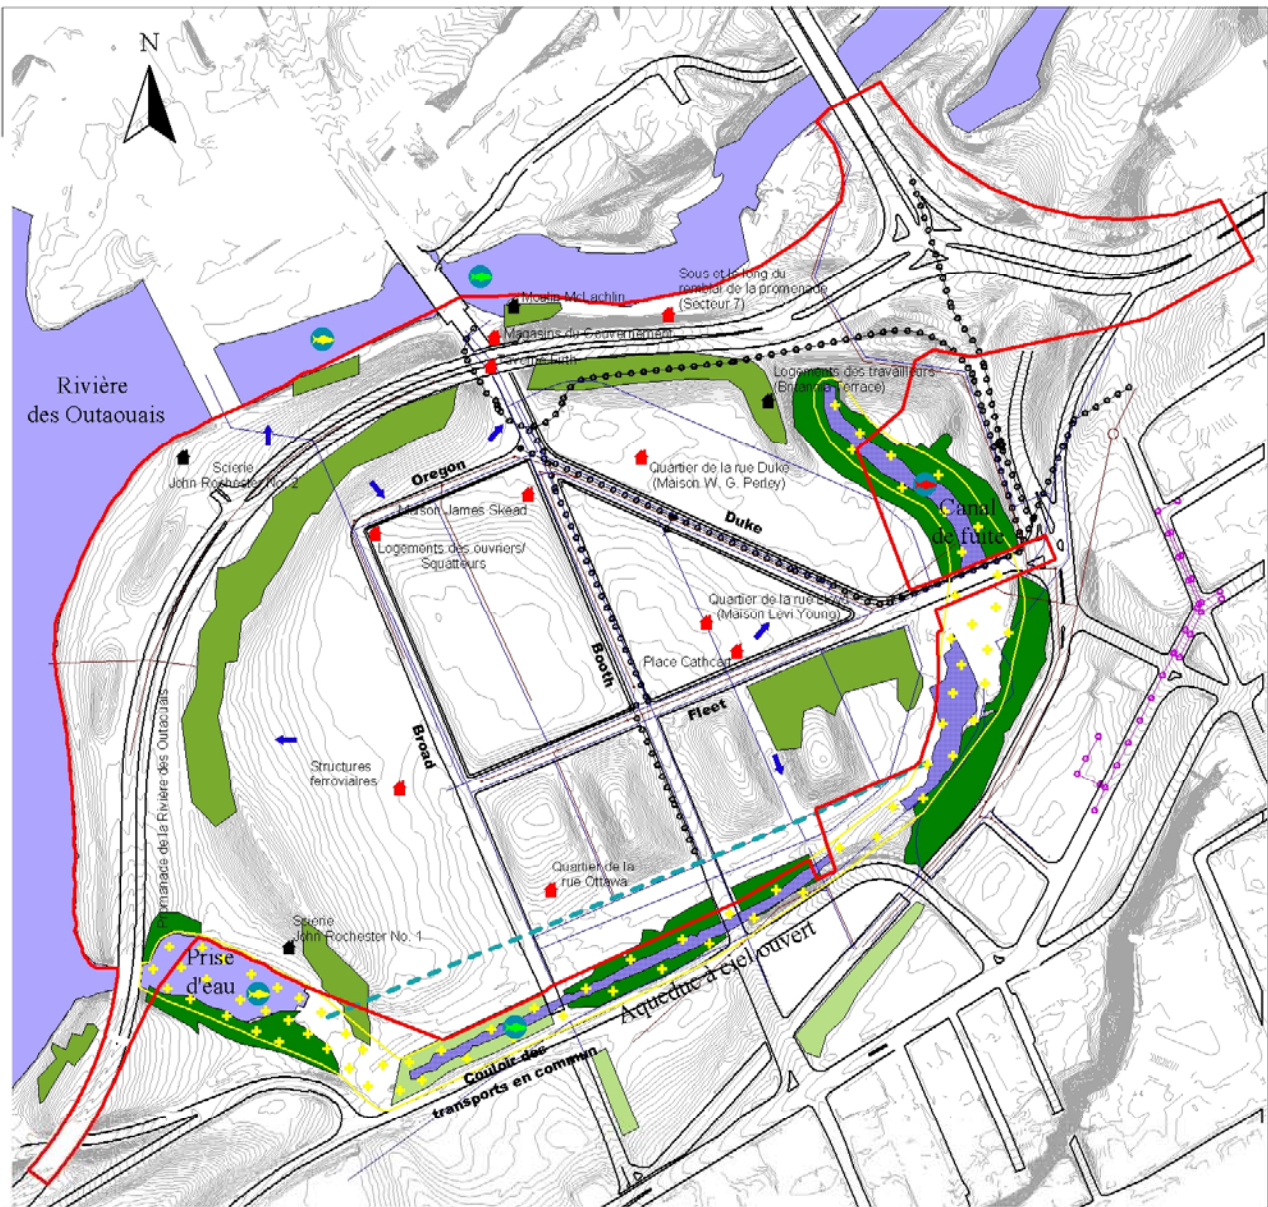 N
Rivière
des Outaouais
Sous et le long du
remblai de la promenade
(Secteur 7)
Moulin McLachlin
Magasins du Gouvernement
Taverne Firth
Logements des travailleurs
(Britannia Terrace)
Scierie
John Rochester No. 2
Oregon
Quartier de la rue Duke
(Maison W. G. Perley)
Maison James Skead
Duke
Canal
de fuite
Logements des ouvriers/
Squatteurs
Quartier de la rue
(Maison Levi Young)
Place Cathcart
Booth
Fleet
Broad
Promanade de la Rivière des Outaouais
Structures
ferroviaires
Quartier de la
rue Ottawa
Scierie
John Rochester No. 1
Prise
d'eau
Aqueduc à ciel ouvert
Couloir des
transports en commun